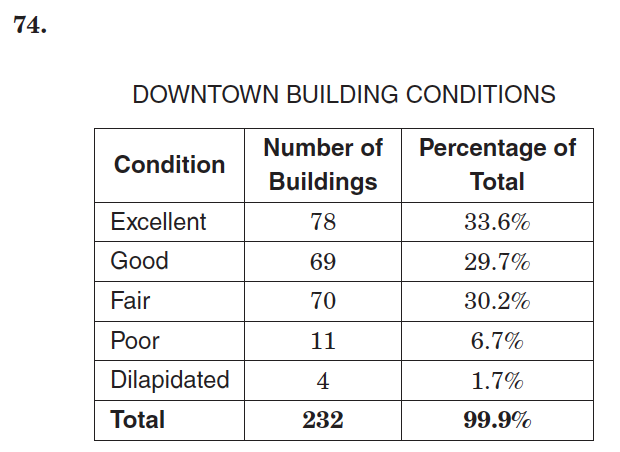 74.
DOWNTOWN BUILDING CONDITIONS
Condition Number of Buildings Percentage of Total
Excellent 78 33.6%
Good 69 29.7%
Fair 70 30.2%
Poor 11 6.7%
Dilapidated 4 1.7%
Total 232 99.9%